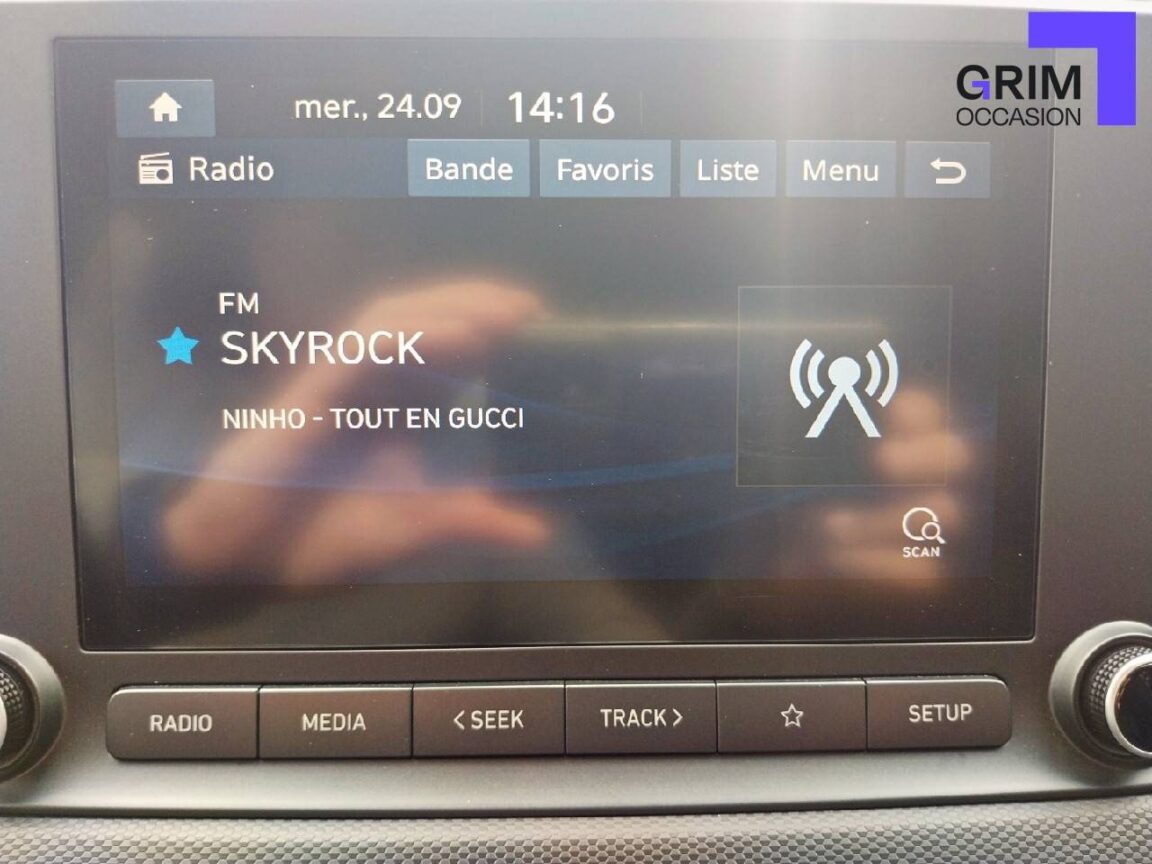 GRIM
OCCASION
mer., 24.09 14:16
Radio Bande Favoris Liste Menu
FM
SKYROCK
NINHO - TOUT EN GUCCI
SCAN
RADIO MEDIA < SEEK TRACK > SETUP